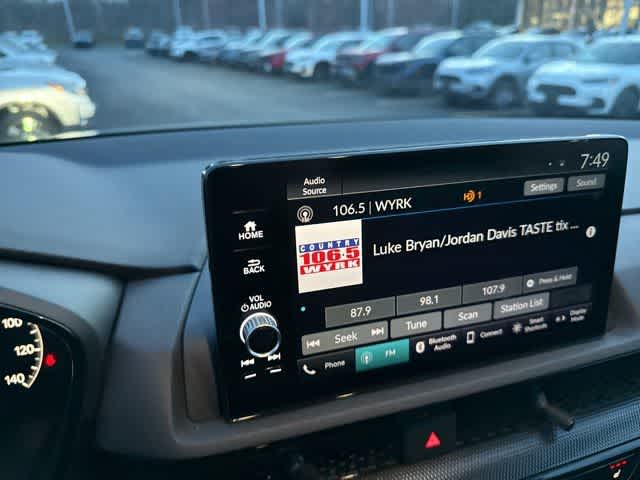 7:49
Audio
Source
106.5 | WYRK
1
Settings
Sound
HOME
COUNTRY
106.5
WYRK
Luke Bryan/Jordan Davis TASTE tix ...
BACK
VOL
AUDIO
87.9
98.1
107.9
Press & Hold
Seek
Tune
Scan
Station List
Phone
FM
Bluetooth
Audio
Connect
Smart
Shortcuts
Display
Mode
100
120
140